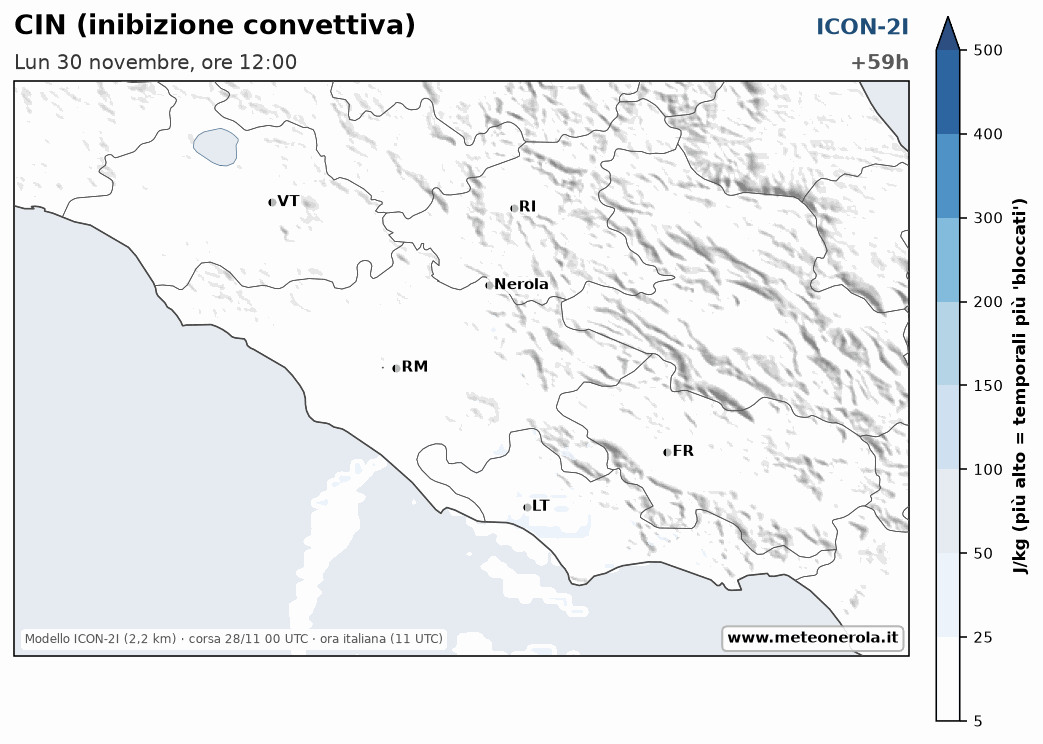 CIN (inibizione convettiva)
ICON-2I
Lun 30 novembre, ore 12:00
+59h
500
400
300
200
150
100
50
25
5
J/kg (più alto = temporali più 'bloccati')
VT
RI
Nerola
RM
FR
LT
Modello ICON-2I (2,2 km) · corsa 28/11 00 UTC · ora italiana (11 UTC)
www.meteonerola.it